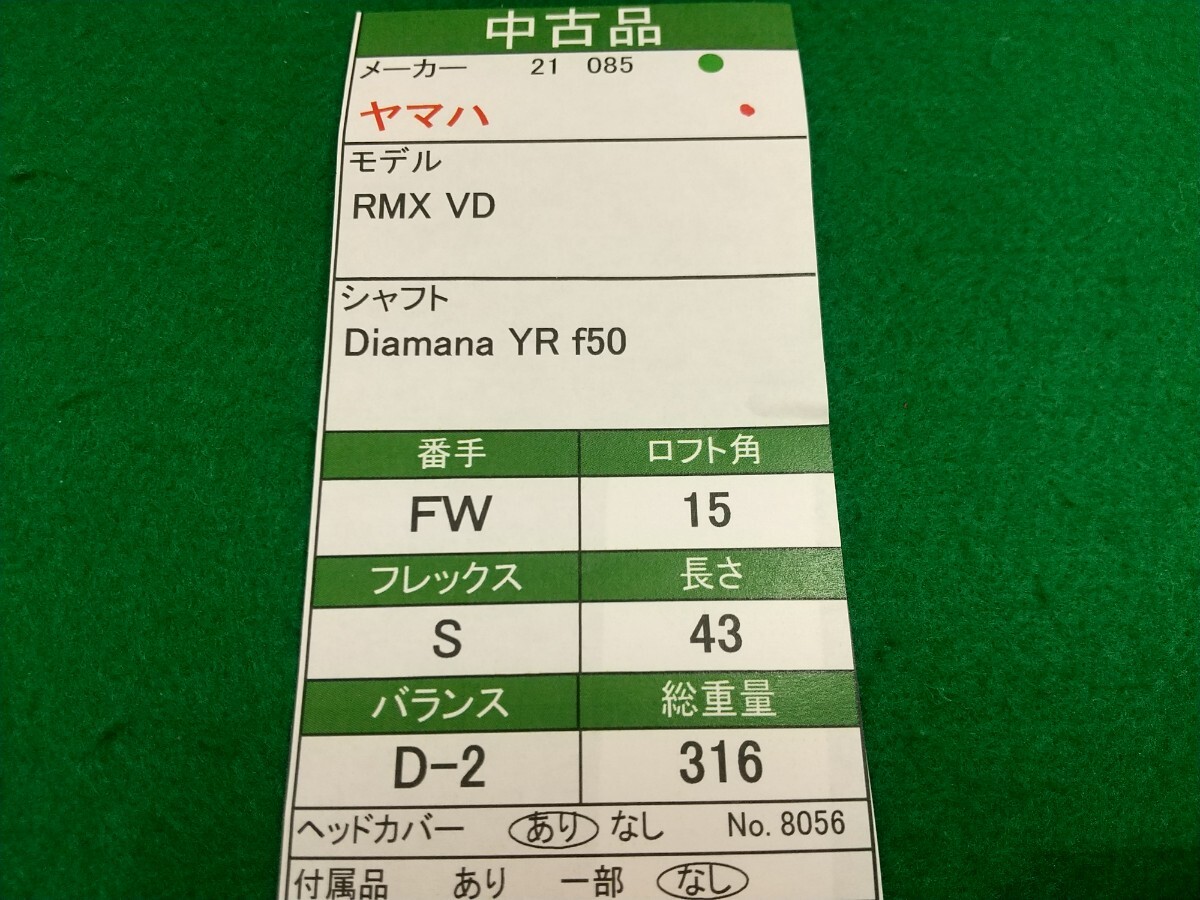 中古品
メーカー 21 085
ヤマハ
モデル
RMX VD
シャフト
Diamana YR f50
番手 ロフト角
FW 15
フレックス 長さ
S 43
バランス 総重量
D-2 316
ヘッドカバー あり なし No. 8056
付属品 あり 一部 なし